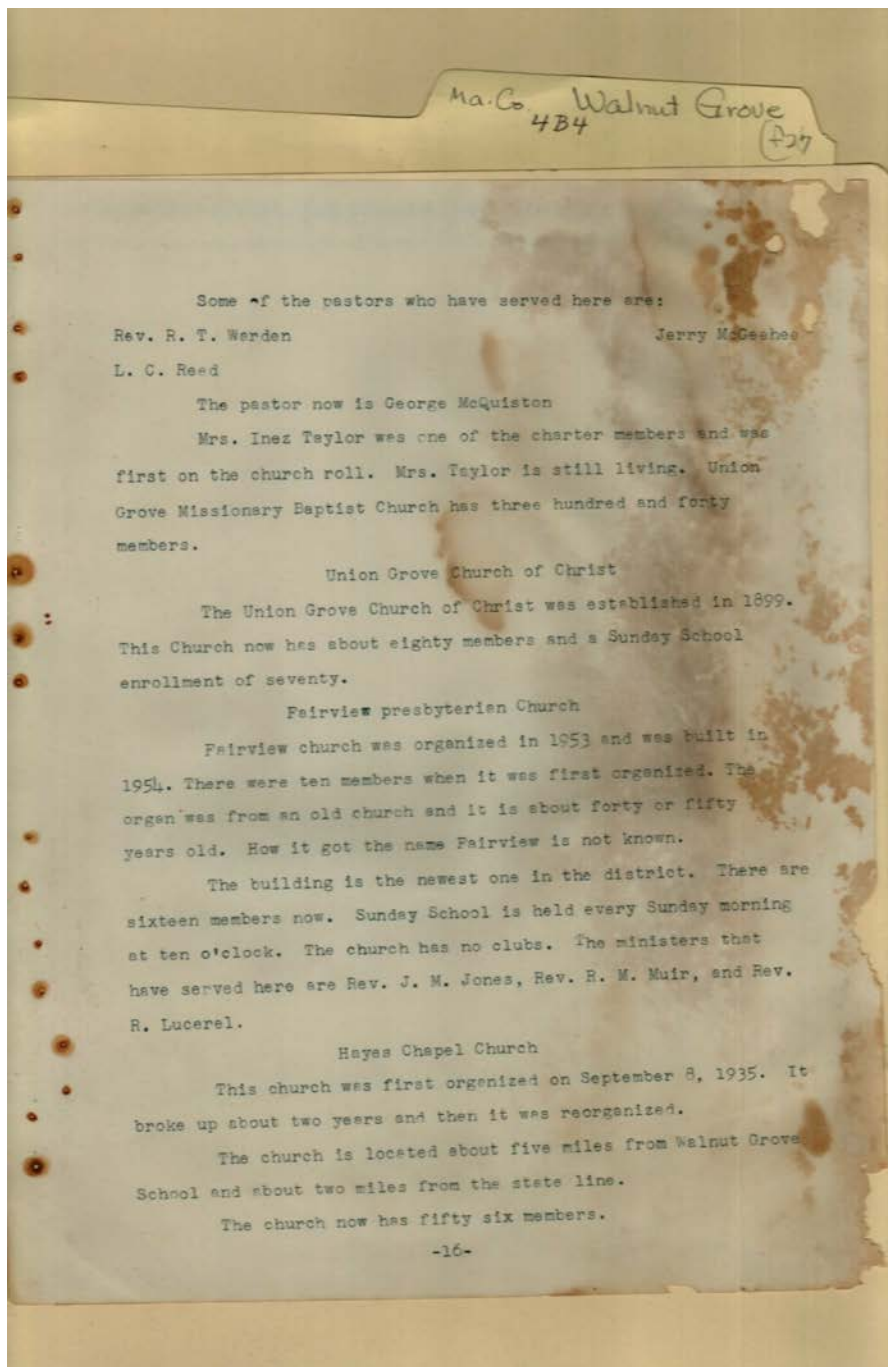 Ma. Co. Walnut Grove
4B4
f27
Some of the pastors who have served here are:
Rev. R. T. Warden Jerry McGeehee
L. C. Reed
The pastor now is George McQuiston
Mrs. Inez Taylor was one of the charter members and was
first on the church roll. Mrs. Taylor is still living. Union
Grove Missionary Baptist Church has three hundred and forty
members.
Union Grove Church of Christ
The Union Grove Church of Christ was established in 1899.
This Church now has about eighty members and a Sunday School
enrollment of seventy.
Fairview presbyterian Church
Fairview church was organized in 1953 and was built in
1954. There were ten members when it was first organized. The
organ was from an old church and it is about forty or fifty
years old. How it got the name Fairview is not known.
The building is the newest one in the district. There are
sixteen members now. Sunday School is held every Sunday morning
at ten o'clock. The church has no clubs. The ministers that
have served here are Rev. J. M. Jones, Rev. R. M. Muir, and Rev.
R. Lucerel.
Hayes Chapel Church
This church was first organized on September 8, 1935. It
broke up about two years and then it was reorganized.
The church is located about five miles from Walnut Grove
School and about two miles from the state line.
The church now has fifty six members.
-16-